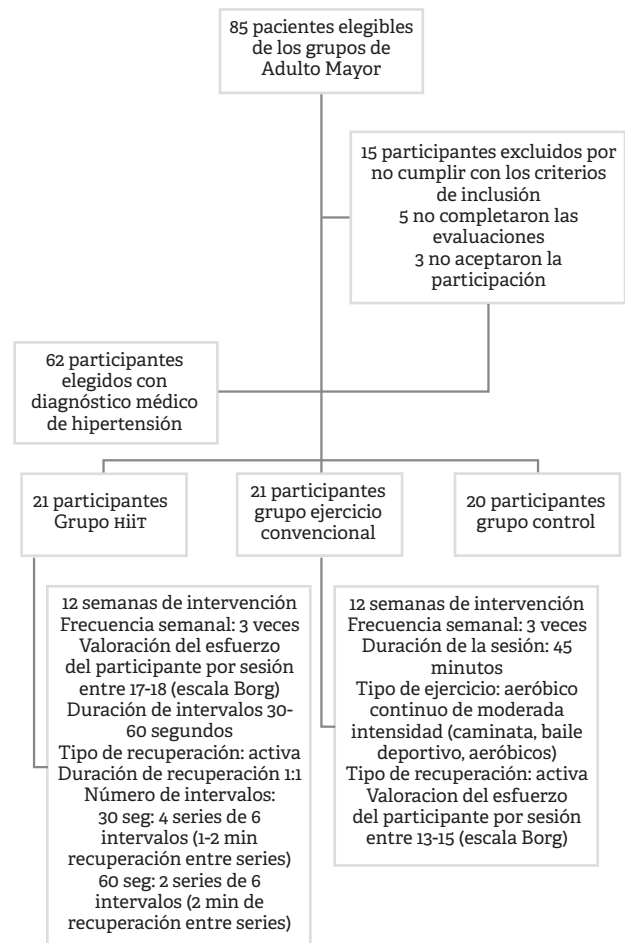 85 pacientes elegibles
de los grupos de
Adulto Mayor
15 participantes excluidos por
no cumplir con los criterios
de inclusión
5 no completaron las
evaluaciones
3 no aceptaron la
participación
62 participantes
elegidos con
diagnóstico médico
de hipertensión
21 participantes
Grupo HiiT
21 participantes
grupo ejercicio
convencional
20 participantes
grupo control
12 semanas de intervención
Frecuencia semanal: 3 veces
Valoración del esfuerzo
del participante por sesión
entre 17-18 (escala Borg)
Duración de intervalos 30-
60 segundos
Tipo de recuperación: activa
Duración de recuperación 1:1
Número de intervalos:
30 seg: 4 series de 6
intervalos (1-2 min
recuperación entre series)
60 seg: 2 series de 6
intervalos (2 min de
recuperación entre series)
12 semanas de intervención
Frecuencia semanal: 3 veces
Duración de la sesión: 45
minutos
Tipo de ejercicio: aeróbico
continuo de moderada
intensidad (caminata, baile
deportivo, aeróbicos)
Tipo de recuperación: activa
Valoracion del esfuerzo
del participante por sesión
entre 13-15 (escala Borg)